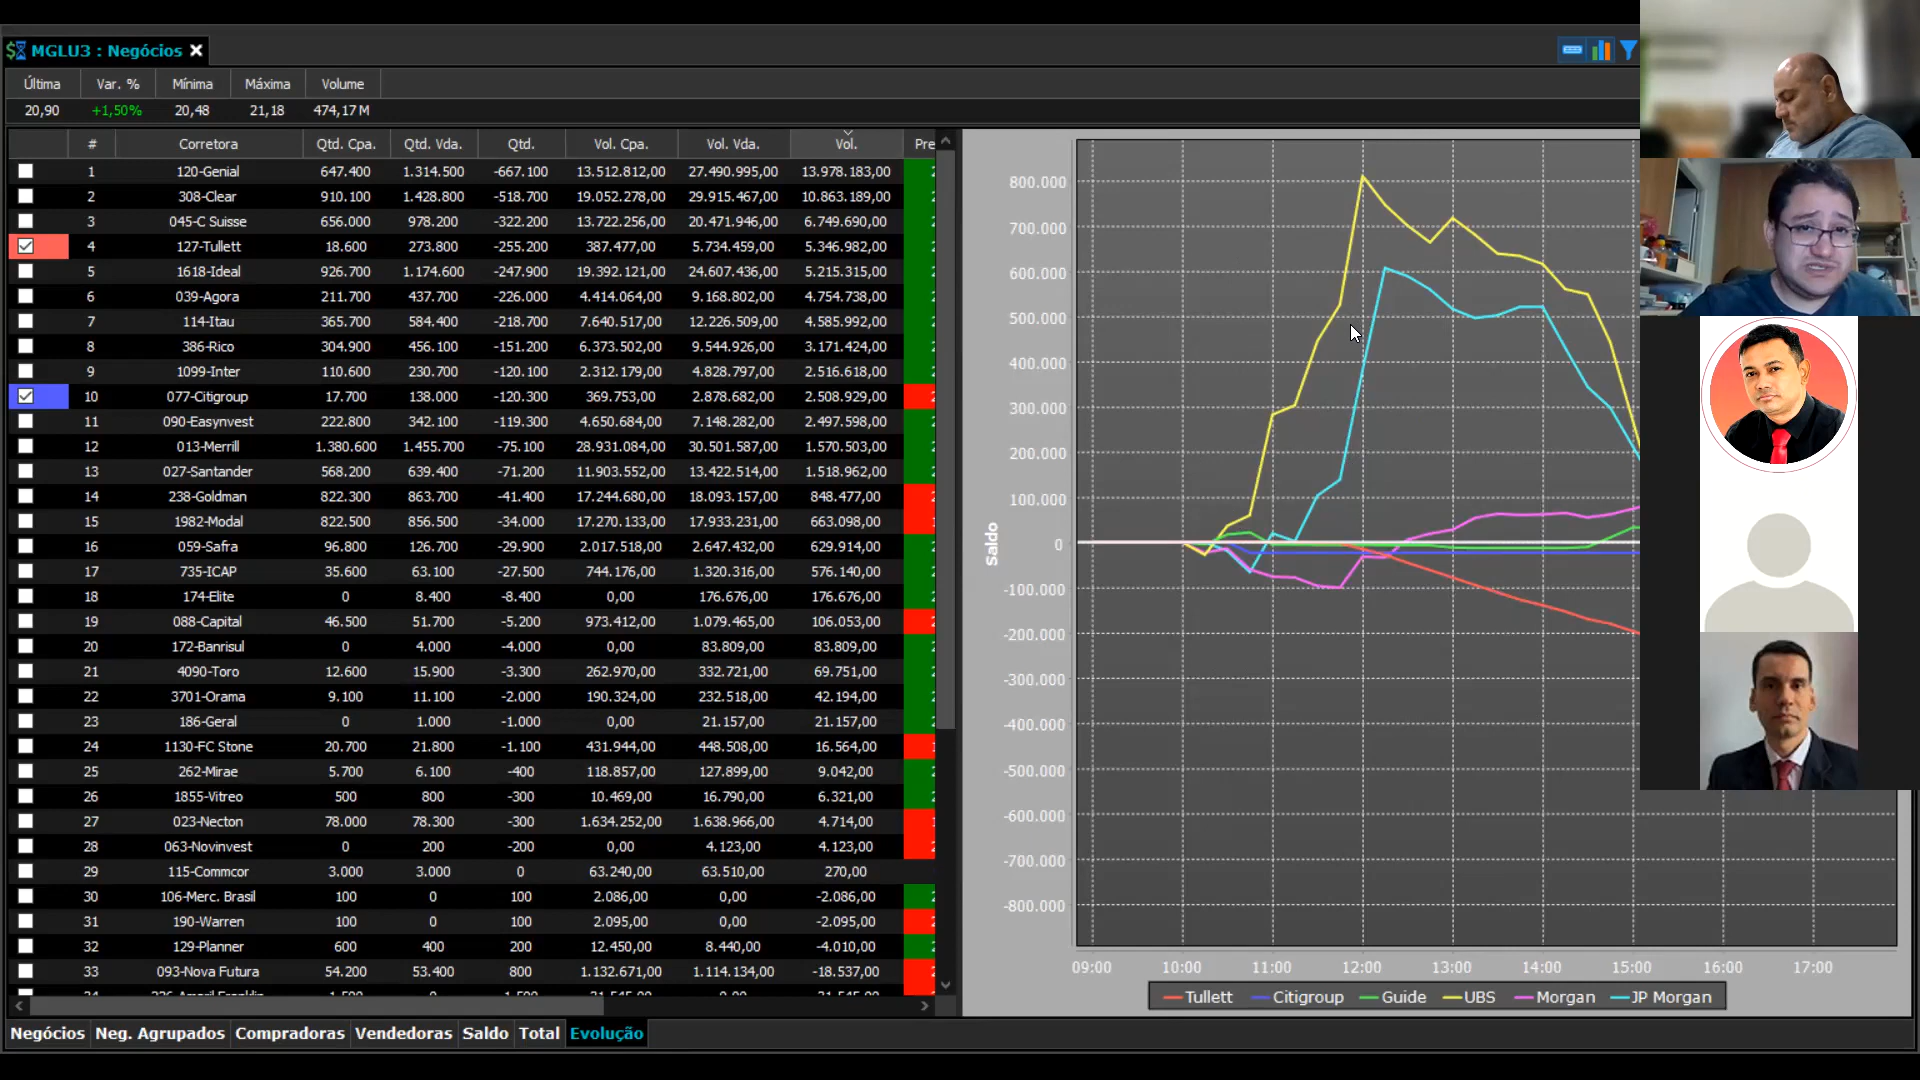 MGLU3 : Negócios
Última Var. % Mínima Máxima Volume
20,90 +1,50% 20,48 21,18 474,17 M
# Corretora Qtd. Cpa. Qtd. Vda. Qtd. Vol. Cpa. Vol. Vda. Vol. Pre
1 120-Genial 647.400 1.314.500 -667.100 13.512.812,00 27.490.995,00 13.978.183,00
2 308-Clear 910.100 1.428.800 -518.700 19.052.278,00 29.915.467,00 10.863.189,00
3 045-C Suisse 656.000 978.200 -322.200 13.722.256,00 20.471.946,00 6.749.690,00
4 127-Tullett 18.600 273.800 -255.200 387.477,00 5.734.459,00 5.346.982,00
5 1618-Ideal 926.700 1.174.600 -247.900 19.392.121,00 24.607.436,00 5.215.315,00
6 039-Agora 211.700 437.700 -226.000 4.414.064,00 9.168.802,00 4.754.738,00
7 114-Itau 365.700 584.400 -218.700 7.640.517,00 12.226.509,00 4.585.992,00
8 386-Rico 304.900 456.100 -151.200 6.373.502,00 9.544.926,00 3.171.424,00
9 1099-Inter 110.600 230.700 -120.100 2.312.179,00 4.828.797,00 2.516.618,00
10 077-Citigroup 17.700 138.000 -120.300 369.753,00 2.878.682,00 2.508.929,00
11 090-Easynvest 222.800 342.100 -119.300 4.650.684,00 7.148.282,00 2.497.598,00
12 013-Merrill 1.380.600 1.455.700 -75.100 28.931.084,00 30.501.587,00 1.570.503,00
13 027-Santander 568.200 639.400 -71.200 11.903.552,00 13.422.514,00 1.518.962,00
14 238-Goldman 822.300 863.700 -41.400 17.244.680,00 18.093.157,00 848.477,00
15 1982-Modal 822.500 856.500 -34.000 17.270.133,00 17.933.231,00 663.098,00
16 059-Safra 96.800 126.700 -29.900 2.017.518,00 2.647.432,00 629.914,00
17 735-ICAP 35.600 63.100 -27.500 744.176,00 1.320.316,00 576.140,00
18 174-Elite 0 8.400 -8.400 0,00 176.676,00 176.676,00
19 088-Capital 46.500 51.700 -5.200 973.412,00 1.079.465,00 106.053,00
20 172-Banrisul 0 4.000 -4.000 0,00 83.809,00 83.809,00
21 4090-Toro 12.600 15.900 -3.300 262.970,00 332.721,00 69.751,00
22 3701-Orama 9.100 11.100 -2.000 190.324,00 232.518,00 42.194,00
23 186-Geral 0 1.000 -1.000 0,00 21.157,00 21.157,00
24 1130-FC Stone 20.700 21.800 -1.100 431.944,00 448.508,00 16.564,00
25 262-Mirae 5.700 6.100 -400 118.857,00 127.899,00 9.042,00
26 1855-Vitreo 500 800 -300 10.469,00 16.790,00 6.321,00
27 023-Necton 78.000 78.300 -300 1.634.252,00 1.638.966,00 4.714,00
28 063-Novinvest 0 200 -200 0,00 4.123,00 4.123,00
29 115-Commcor 3.000 3.000 0 63.240,00 63.510,00 270,00
30 106-Merc. Brasil 100 0 100 2.086,00 0,00 -2.086,00
31 190-Warren 100 0 100 2.095,00 0,00 -2.095,00
32 129-Planner 600 400 200 12.450,00 8.440,00 -4.010,00
33 093-Nova Futura 54.200 53.400 800 1.132.671,00 1.114.134,00 -18.537,00
Negócios Neg. Agrupados Compradoras Vendedoras Saldo Total Evolução
800.000
700.000
600.000
500.000
400.000
300.000
200.000
100.000
0
-100.000
-200.000
-300.000
-400.000
-500.000
-600.000
-700.000
-800.000
saldo
09:00 10:00 11:00 12:00 13:00 14:00 15:00 16:00 17:00
Tullett Citigroup Guide UBS Morgan JP Morgan